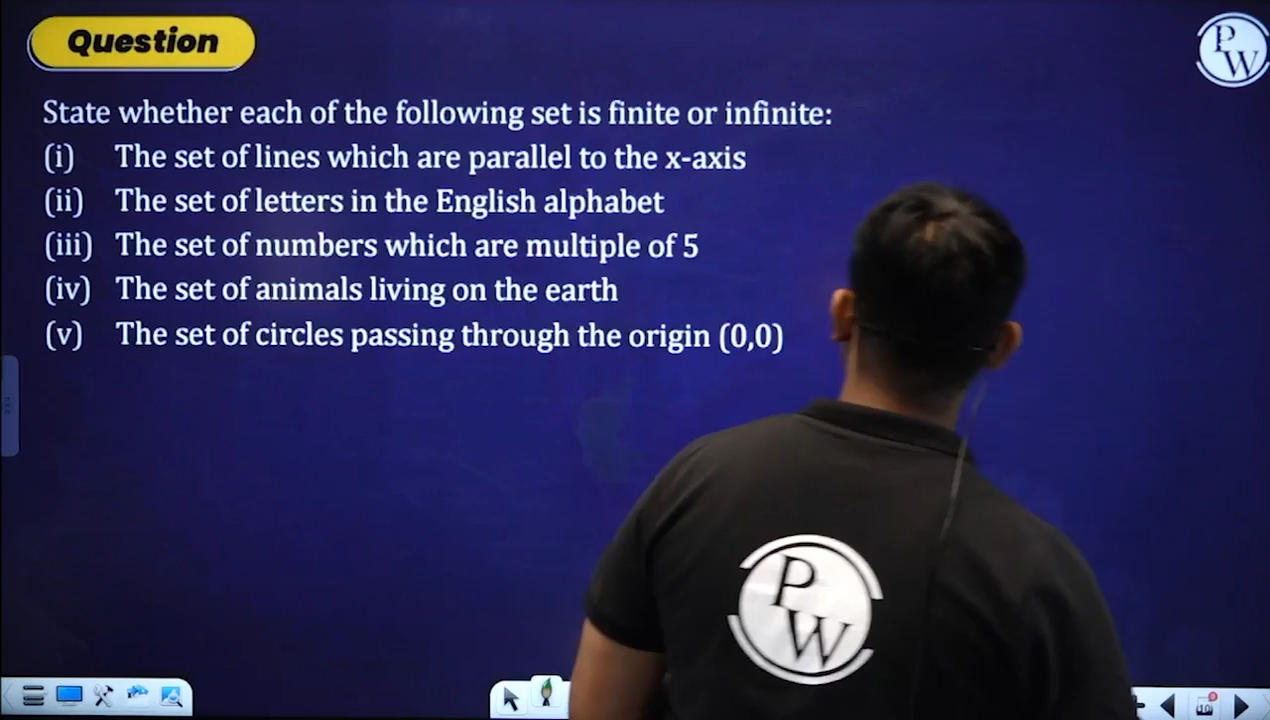 Question
PW
State whether each of the following set is finite or infinite:
(i) The set of lines which are parallel to the x-axis
(ii) The set of letters in the English alphabet
(iii) The set of numbers which are multiple of 5
(iv) The set of animals living on the earth
(v) The set of circles passing through the origin (0,0)
PW